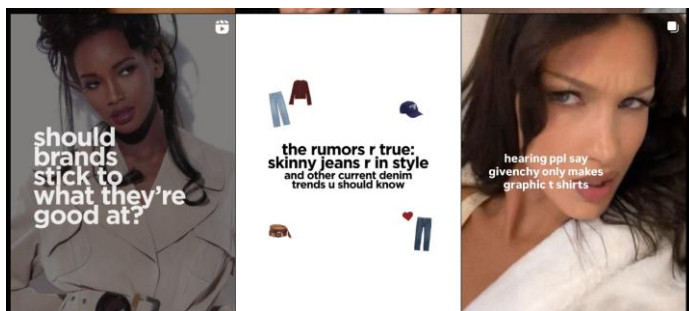 should
brands
stick to
what they're
good at?
the rumors r true:
skinny jeans r in style
and other current denim
trends u should know
hearing ppl say
givenchy only makes
graphic t shirts